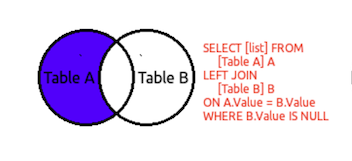 Table A
Table B
SELECT [list] FROM
[Table A] A
LEFT JOIN
[Table B] B
ON A.Value = B.Value
WHERE B.Value IS NULL